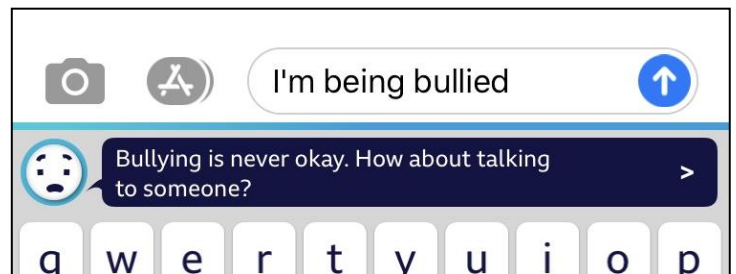 I'm being bullied
Bullying is never okay. How about talking
to someone?
>
q w e r t y u i o p